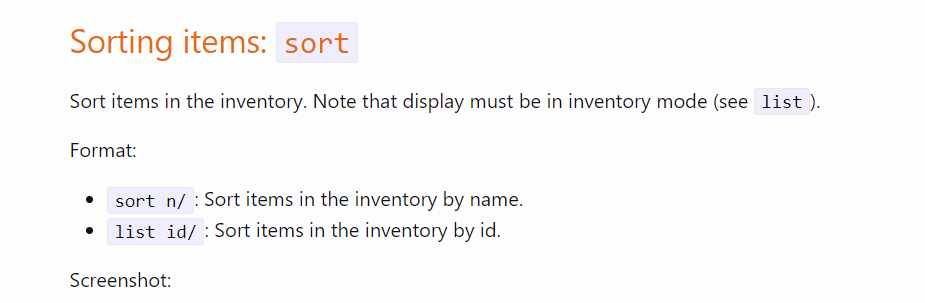 Sorting items: sort
Sort items in the inventory. Note that display must be in inventory mode (see list).
Format:
• sort n/: Sort items in the inventory by name.
• list id/: Sort items in the inventory by id.
Screenshot: